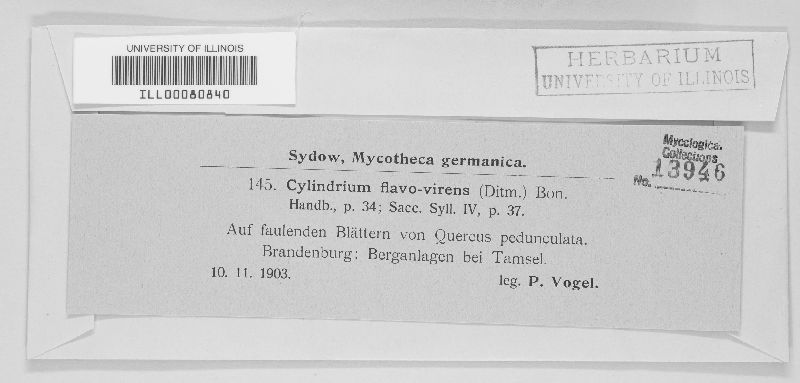 UNIVERSITY OF ILLINOIS
ILL00080840
HERBARIUM
UNIVERSITY OF ILLINOIS
Mycological
Collections
No. 13946
Sydow, Mycotheca germanica.
145. Cylindrium flavo-virens (Ditm.) Bon.
Handb., p. 34; Sacc. Syll. IV, p. 37.
Auf faulenden Blättern von Quercus pedunculata.
Brandenburg: Berganlagen bei Tamsel.
10. 11. 1903. leg. P. Vogel.